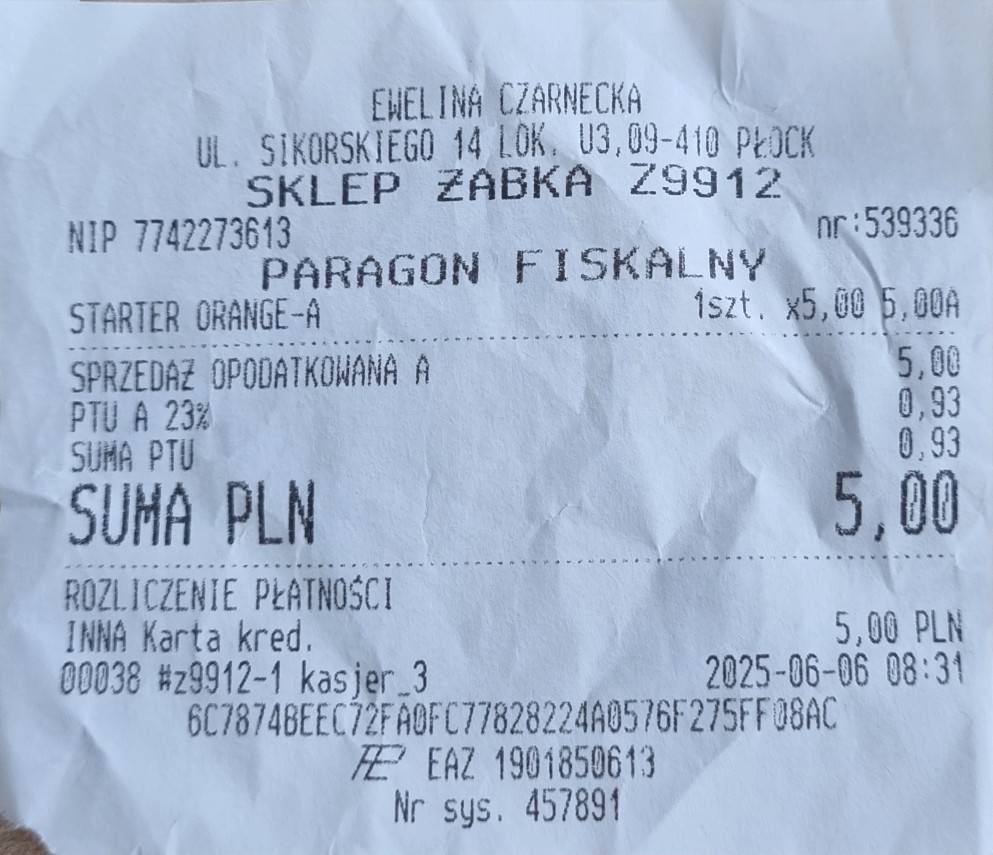 EWELINA CZARNECKA
UL. SIKORSKIEGO 14 LOK. U3,09-410 PŁOCK
SKLEP ŻABKA Z9912
NIP 7742273613 nr:539336
PARAGON FISKALNY
STARTER ORANGE-A 1szt. x5,00 5,00A
SPRZEDAŻ OPODATKOWANA A 5,00
PTU A 23% 0,93
SUMA PTU 0,93
SUMA PLN 5,00
ROZLICZENIE PŁATNOŚCI
INNA Karta kred. 5,00 PLN
00038 #z9912-1 kasjer_3 2025-06-06 08:31
6C7874BEEC72FA0FC77828224A0576F275FF08AC
EAZ 1901850613
Nr sys. 457891